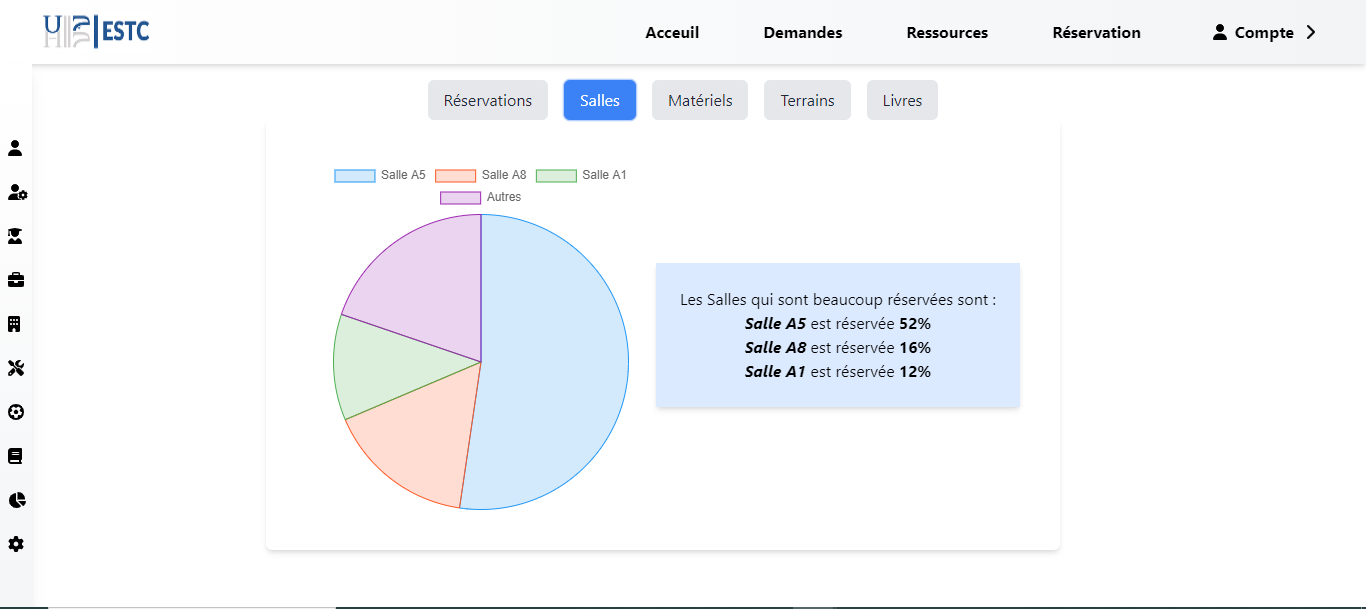 UH2C ESTC
Acceuil
Demandes
Ressources
Réservation
Compte
Réservations
Salles
Matériels
Terrains
Livres
Salle A5
Salle A8
Salle A1
Autres
Les Salles qui sont beaucoup réservées sont :
Salle A5 est réservée 52%
Salle A8 est réservée 16%
Salle A1 est réservée 12%